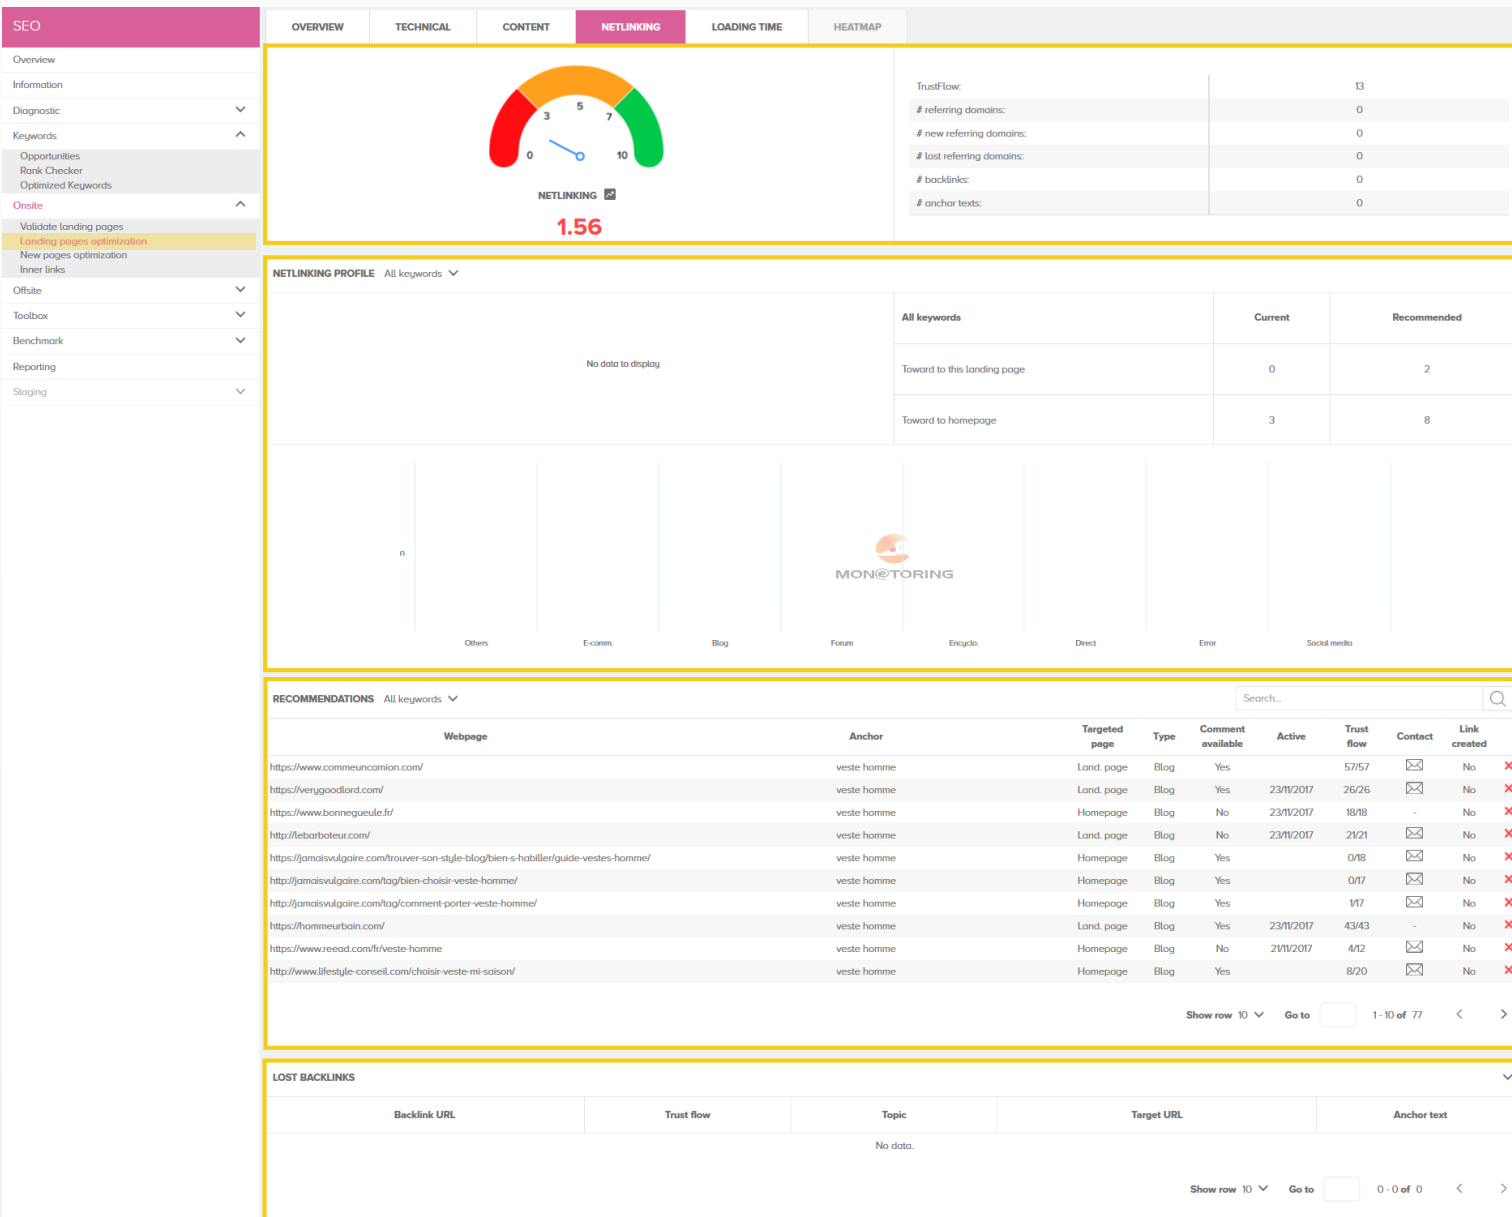 SEO
OVERVIEW TECHNICAL CONTENT NETLINKING LOADING TIME HEATMAP
Overview
Information
Diagnostic
Keywords
Opportunities
Rank Checker
Optimized Keywords
Onsite
Validate landing pages
Landing pages optimization
New pages optimization
Inner links
Offsite
Toolbox
Benchmark
Reporting
Staging
0 3 5 7 10
NETLINKING
1.56
TrustFlow: 13
# referring domains: 0
# new referring domains: 0
# lost referring domains: 0
# backlinks: 0
# anchor texts: 0
NETLINKING PROFILE All keywords
No data to display
All keywords Current Recommended
Toward to this landing page 0 2
Toward to homepage 3 8
0
MON@TORING
Others E-comm. Blog Forum Encyclo. Direct Error Social media
RECOMMENDATIONS All keywords Search...
Webpage Anchor Targeted page Type Comment available Active Trust flow Contact Link created
https://www.commeuncamion.com/ veste homme Land. page Blog Yes 57/57 No
https://verygoodlord.com/ veste homme Land. page Blog Yes 23/11/2017 26/26 No
https://www.bonnegueule.fr/ veste homme Homepage Blog No 23/11/2017 18/18 - No
http://lebarboteur.com/ veste homme Land. page Blog No 23/11/2017 21/21 No
https://jamaisvulgaire.com/trouver-son-style-blog/bien-s-habiller/guide-vestes-homme/ veste homme Homepage Blog Yes 0/18 No
http://jamaisvulgaire.com/tag/bien-choisir-veste-homme/ veste homme Homepage Blog Yes 0/17 No
http://jamaisvulgaire.com/tag/comment-porter-veste-homme/ veste homme Homepage Blog Yes 1/17 No
https://hommeurbain.com/ veste homme Land. page Blog Yes 23/11/2017 43/43 - No
https://www.reead.com/fr/veste-homme veste homme Homepage Blog No 21/11/2017 4/12 No
http://www.lifestyle-conseil.com/choisir-veste-mi-saison/ veste homme Homepage Blog Yes 8/20 No
Show row 10 Go to 1 - 10 of 77
LOST BACKLINKS
Backlink URL Trust flow Topic Target URL Anchor text
No data.
Show row 10 Go to 0 - 0 of 0